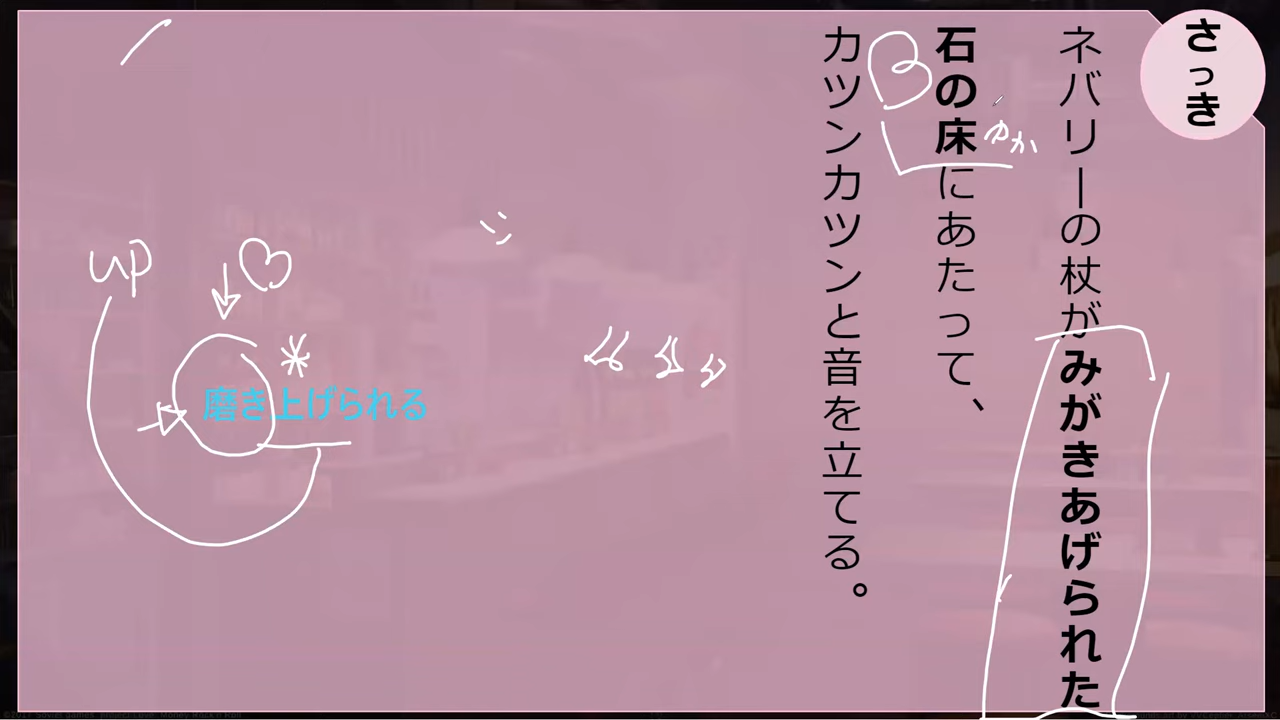 さっき
ネバリーの杖がみがきあげられた
石の床にあたって、
ゆか
カツンカツンと音を立てる。
up
磨き上げられる